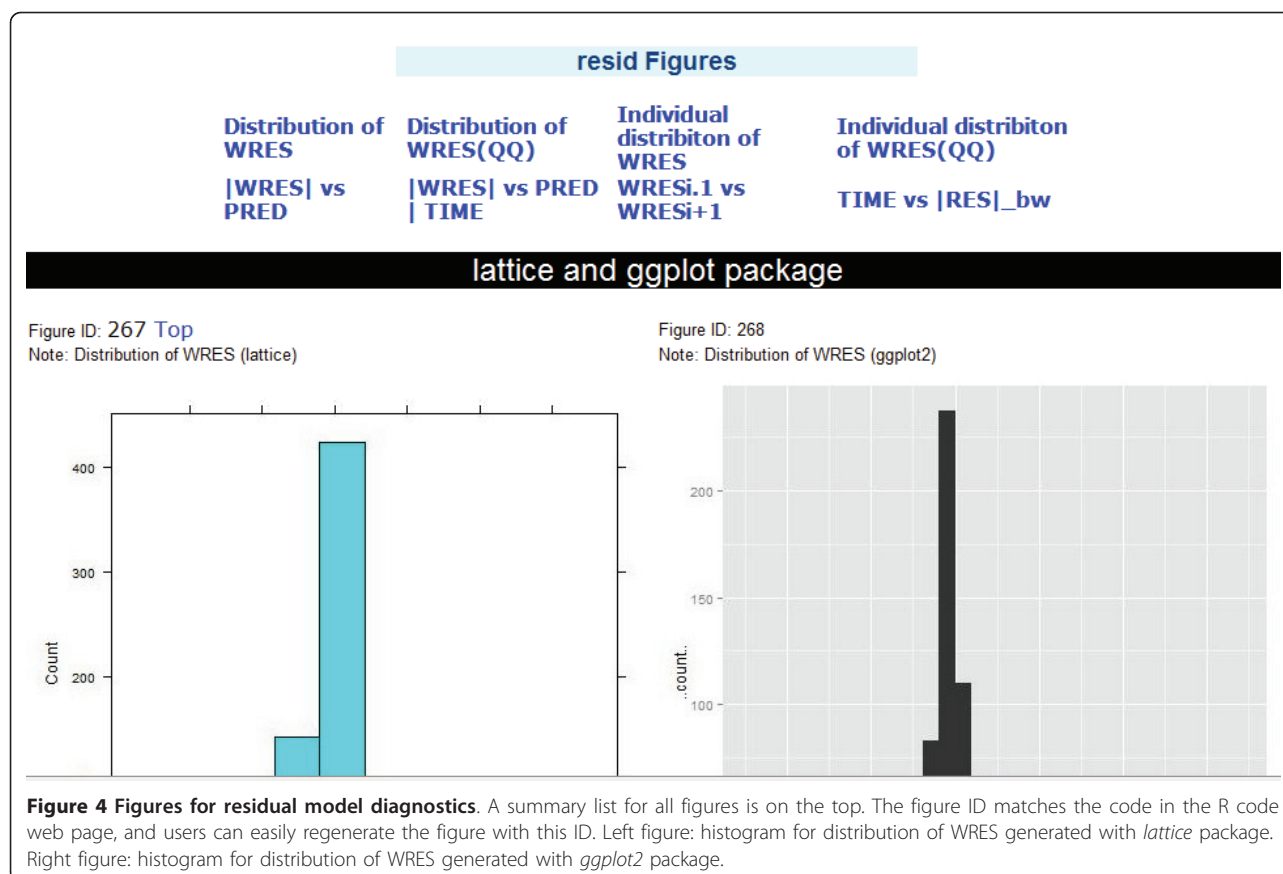 resid Figures
Distribution of WRES
Distribution of WRES(QQ)
Individual distribiton of WRES
Individual distribiton of WRES(QQ)
|WRES| vs PRED
|WRES| vs PRED | TIME
WRESi.1 vs WRESi+1
TIME vs |RES|_bw
lattice and ggplot package
Figure ID: 267 Top
Note: Distribution of WRES (lattice)
400
300
200
Count
Figure ID: 268
Note: Distribution of WRES (ggplot2)
200
150
100
..count..
Figure 4 Figures for residual model diagnostics. A summary list for all figures is on the top. The figure ID matches the code in the R code
web page, and users can easily regenerate the figure with this ID. Left figure: histogram for distribution of WRES generated with lattice package.
Right figure: histogram for distribution of WRES generated with ggplot2 package.